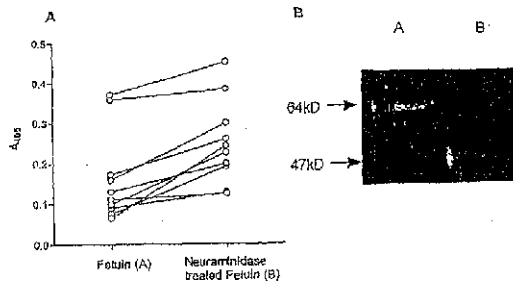 A
B
A B
0.5
0.4
0.3
0.2
0.1
0.0
A405
64kD
47kD
Fetuin (A)
Neuraminidase
treated Fetuin (B)